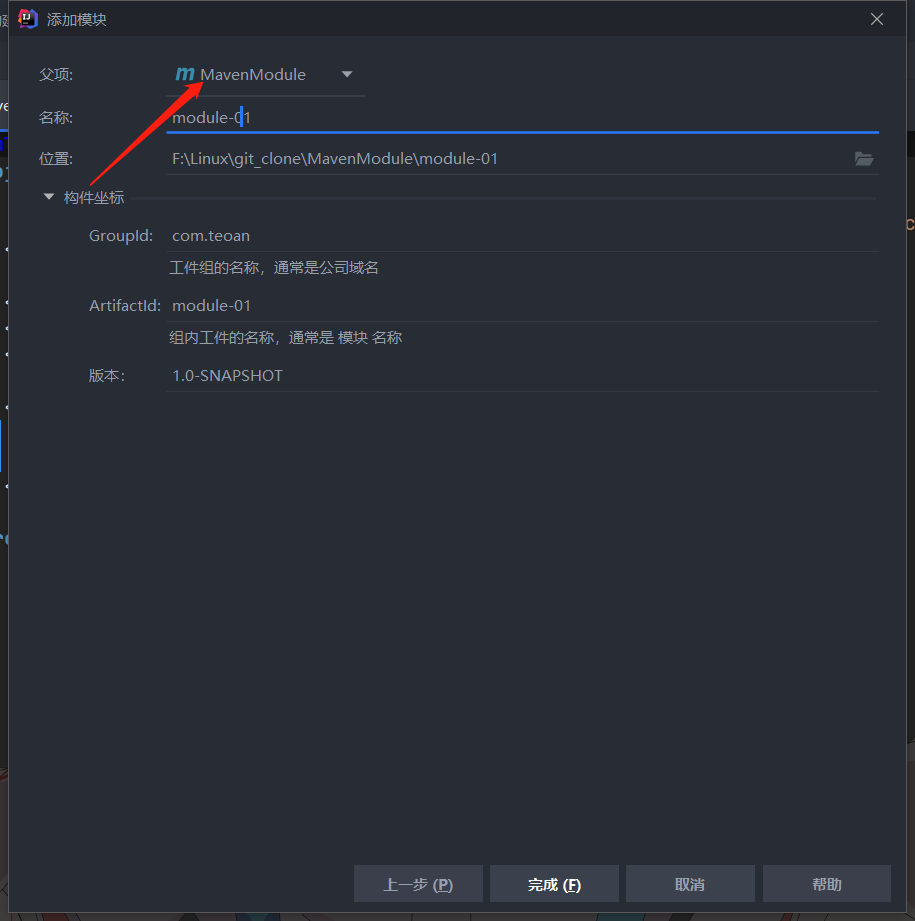 添加模块
父项: m MavenModule
名称: module-01
位置: F:\Linux\git_clone\MavenModule\module-01
构件坐标
GroupId: com.teoan
工件组的名称，通常是公司域名
ArtifactId: module-01
组内工件的名称，通常是 模块 名称
版本: 1.0-SNAPSHOT
上一步 (P) 完成 (F) 取消 帮助